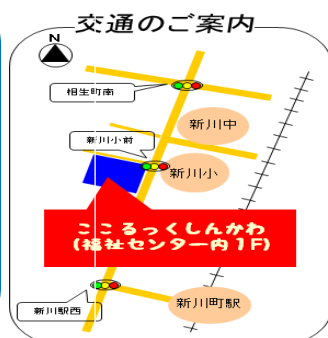 交通のご案内
N
相生町南
新川中
新川小前
新川小
こころっくしんかわ
(福祉センター内1F)
新川駅西
新川町駅